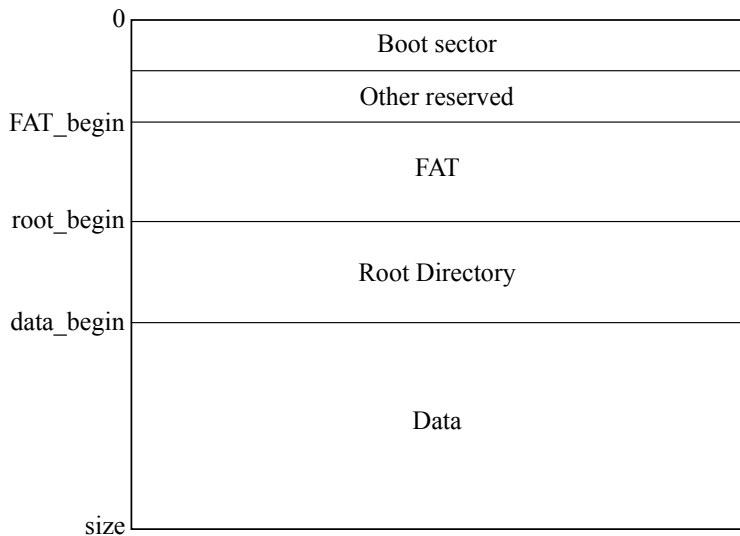 0
Boot sector
Other reserved
FAT_begin
FAT
root_begin
Root Directory
data_begin
Data
size